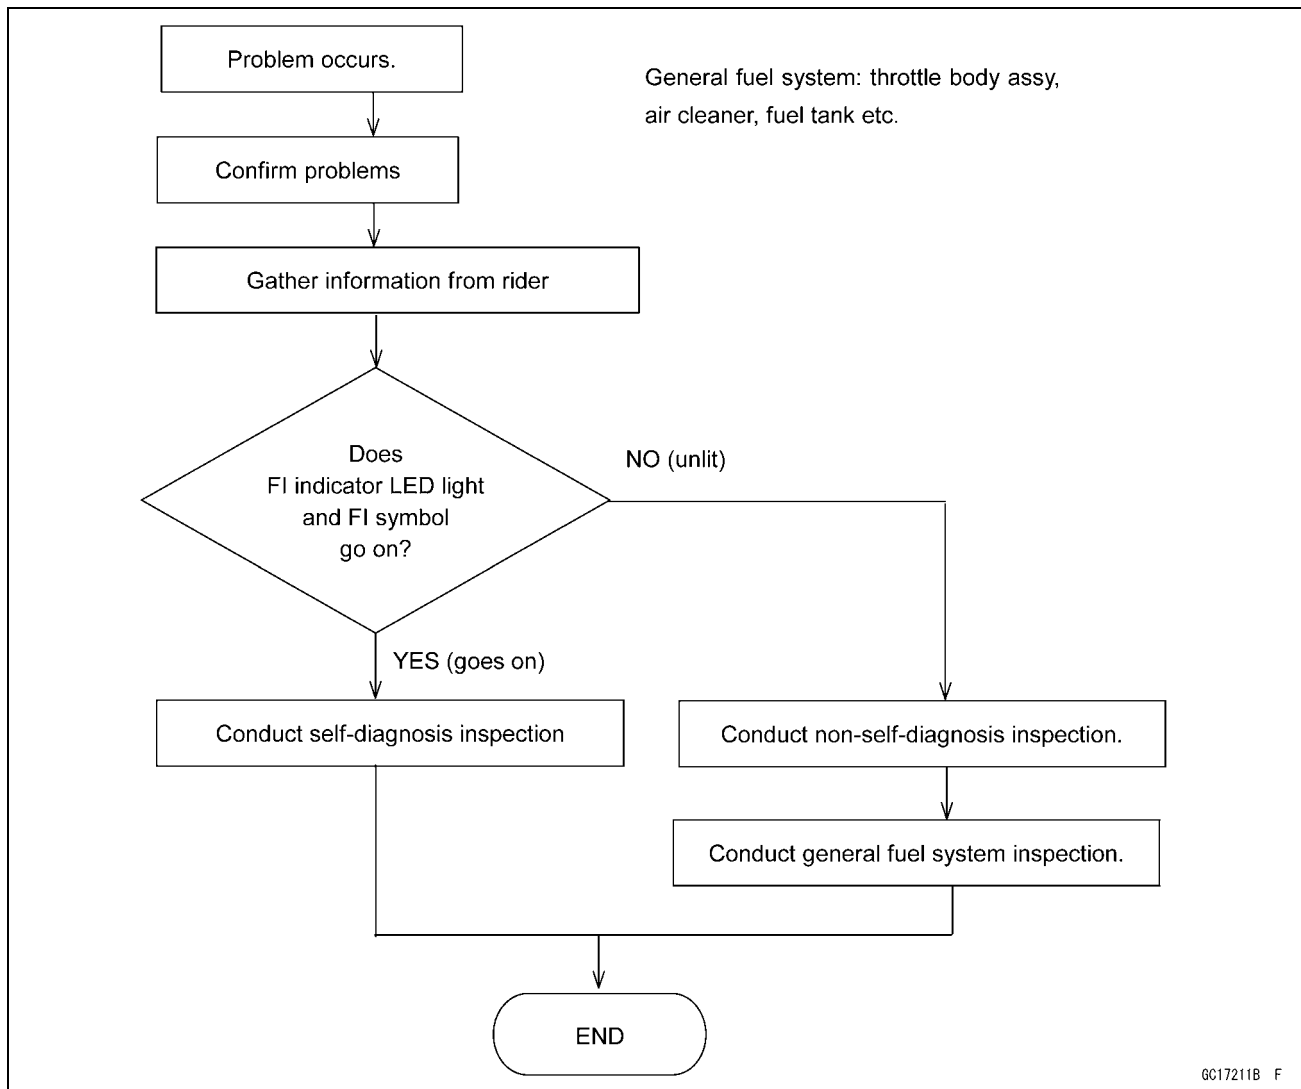 Problem occurs.
General fuel system: throttle body assy,
air cleaner, fuel tank etc.
Confirm problems
Gather information from rider
Does
FI indicator LED light
and FI symbol
go on?
NO (unlit)
YES (goes on)
Conduct self-diagnosis inspection
Conduct non-self-diagnosis inspection.
Conduct general fuel system inspection.
END
GC17211B F